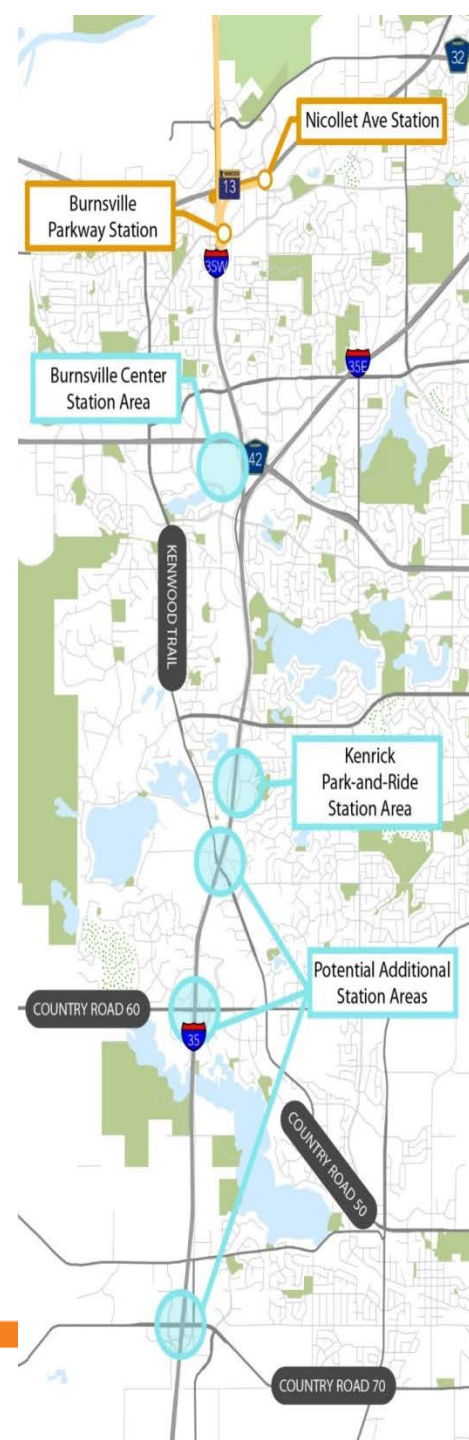 32
Nicollet Ave Station
13
Burnsville
Parkway Station
35W
35E
Burnsville Center
Station Area
42
KENWOOD TRAIL
Kenrick
Park-and-Ride
Station Area
Potential Additional
Station Areas
COUNTRY ROAD 60
35
COUNTRY ROAD 50
COUNTRY ROAD 70